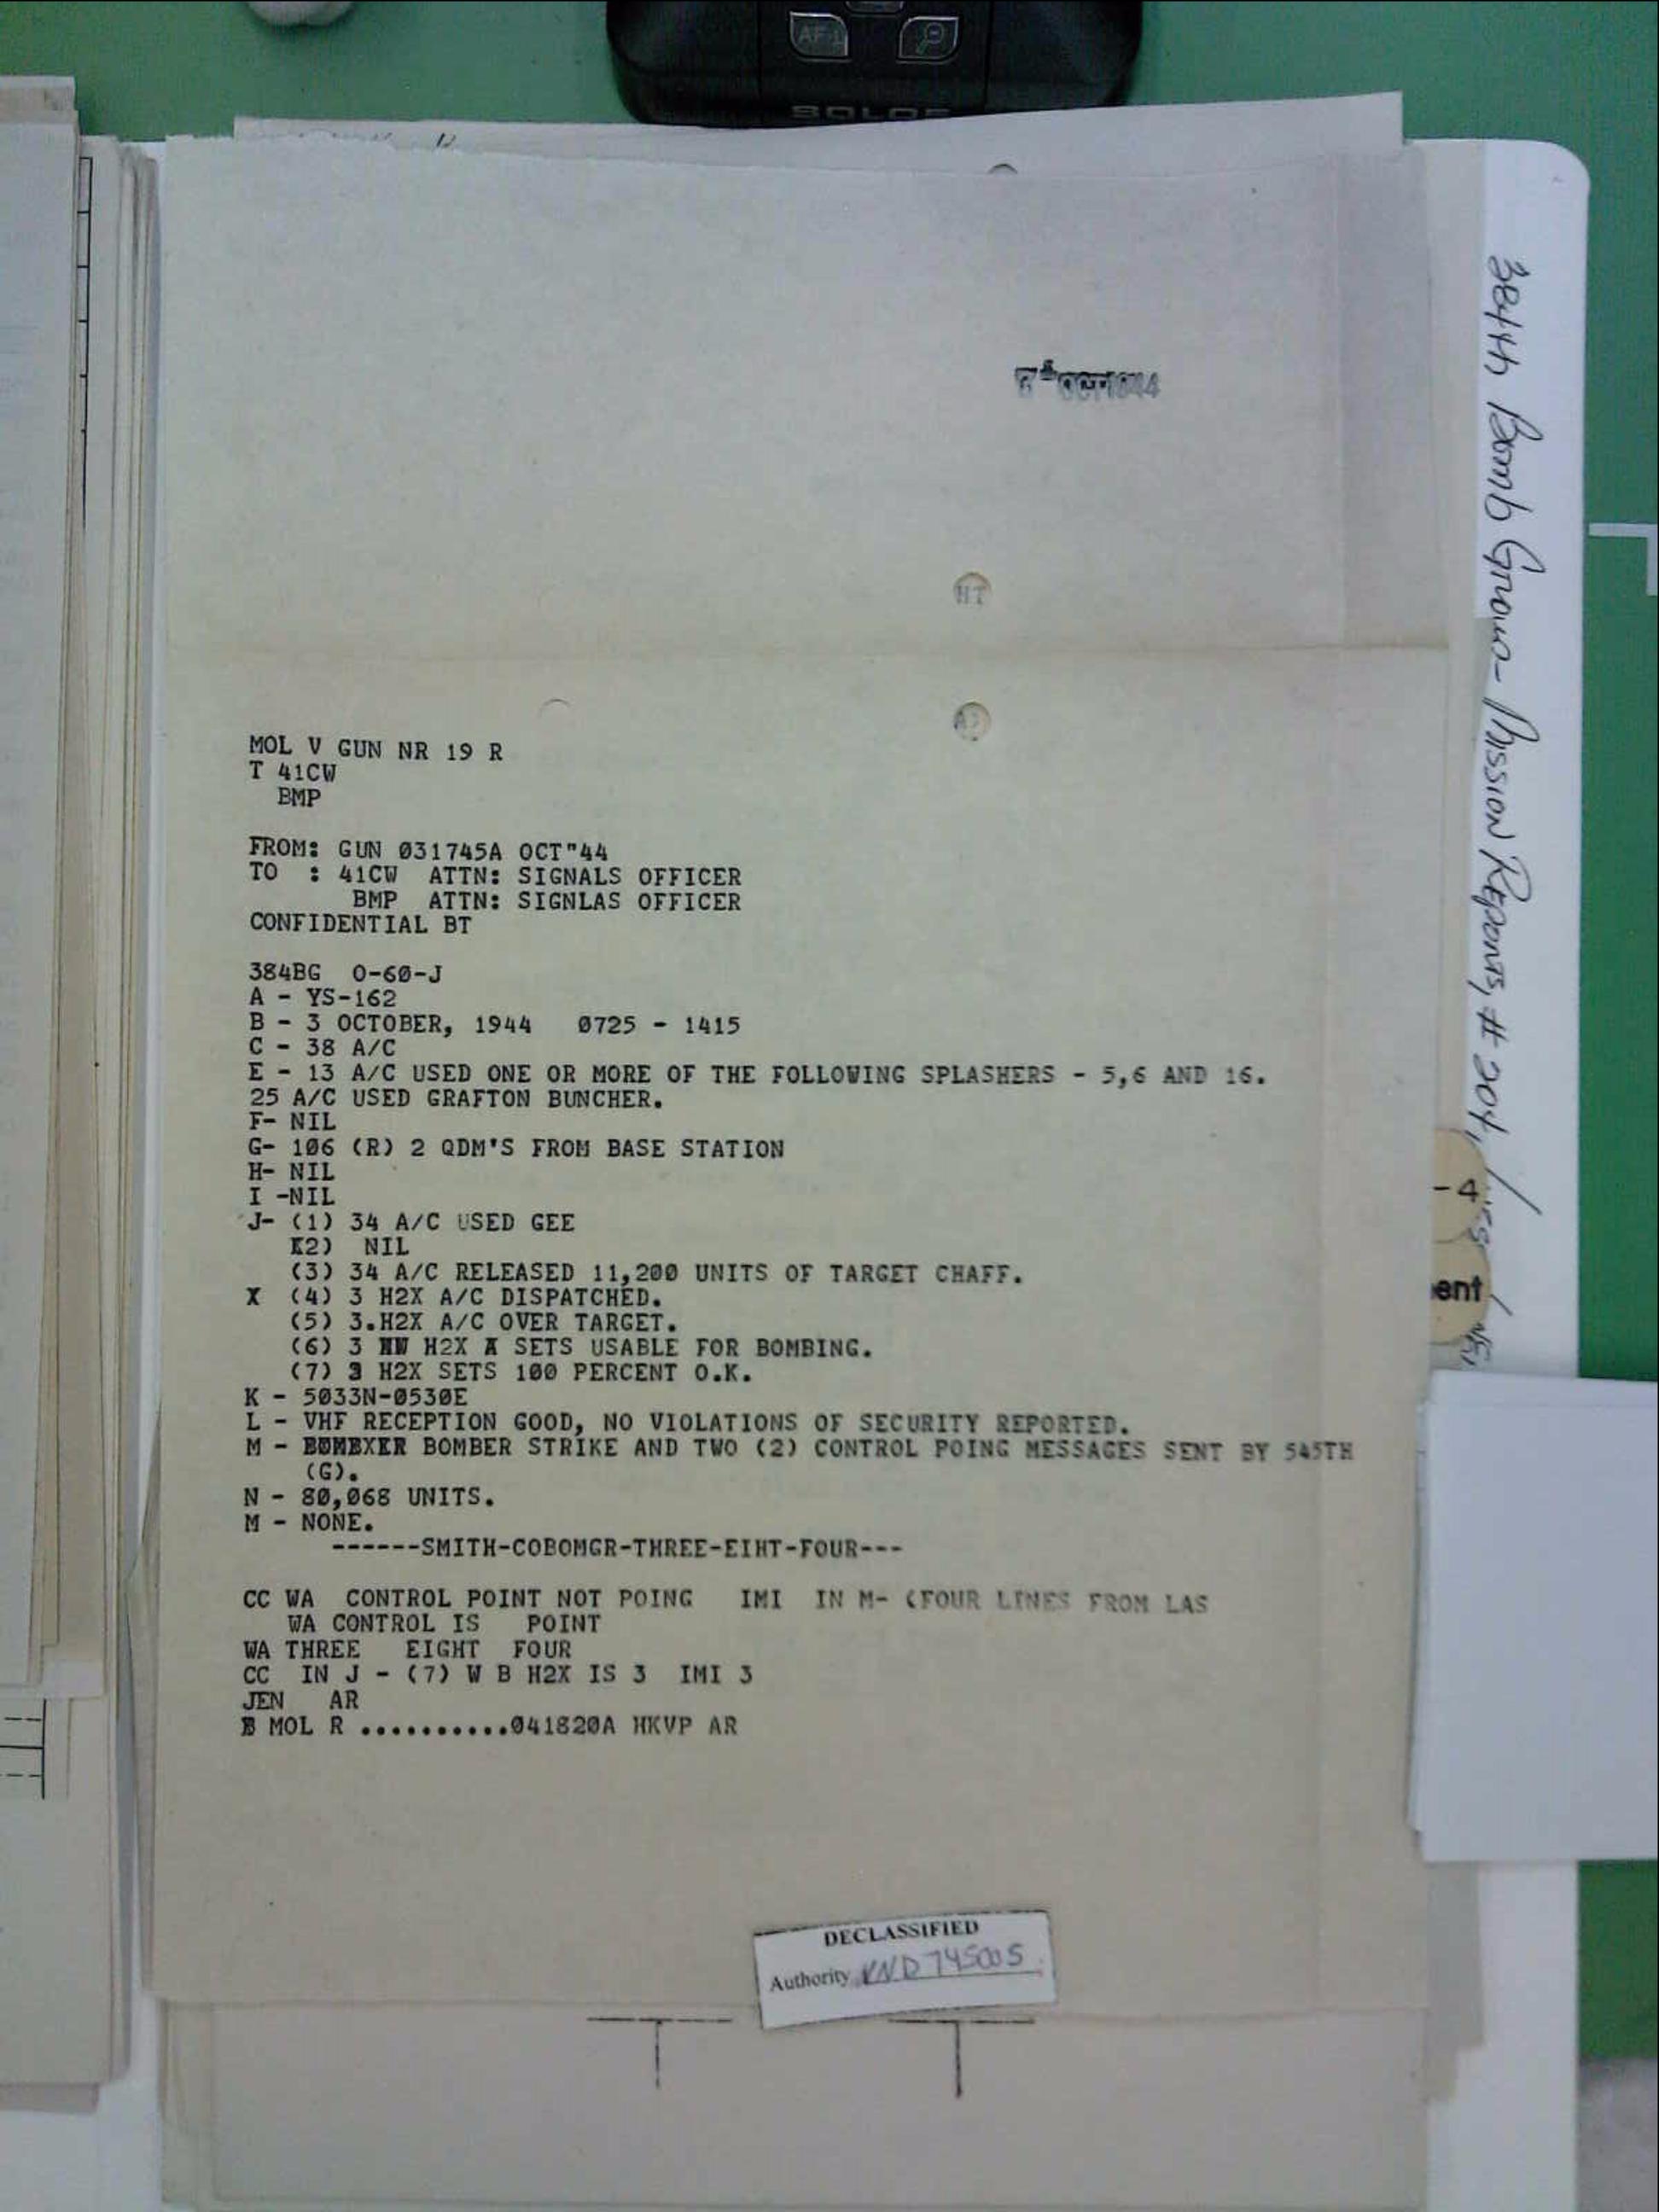 MOL V GUN NR 19 R
T 41CW
BMP
FROM: GUN 031745A OCT"44
TO : 41CW ATTN: SIGNALS OFFICER
BMP ATTN: SIGNLAS OFFICER
CONFIDENTIAL BT
384BG O-60-J
A - YS-162
B - 3 OCTOBER, 1944 0725 - 1415
C - 38 A/C
E - 13 A/C USED ONE OR MORE OF THE FOLLOWING SPLASHERS - 5,6 AND 16.
25 A/C USED GRAFTON BUNCHER.
F- NIL
G- 106 (R) 2 QDM'S FROM BASE STATION
H- NIL
I -NIL
J- (1) 34 A/C USED GEE
2) NIL
(3) 34 A/C RELEASED 11,200 UNITS OF TARGET CHAFF.
X (4) 3 H2X A/C DISPATCHED.
(5) 3.H2X A/C OVER TARGET.
(6) 3 H2X SETS USABLE FOR BOMBING.
(7) 3 H2X SETS 100 PERCENT O.K.
K - 5033N-0530E
L - VHF RECEPTION GOOD, NO VIOLATIONS OF SECURITY REPORTED.
M - BOMBER STRIKE AND TWO (2) CONTROL POING MESSAGES SENT BY 545TH
(G).
N - 80,068 UNITS.
M - NONE.
------SMITH-COBOMGR-THREE-EIHT-FOUR---
CC WA CONTROL POINT NOT POING IMI IN M- (FOUR LINES FROM LAS
WA CONTROL IS POINT
WA THREE EIGHT FOUR
CC IN J - (7) W B H2X IS 3 IMI 3
JEN AR
B MOL R ..........041820A HKVP AR
DECLASSIFIED
Authority NND 745005
384th Bomb Group- Mission Reports, # 204,
-4
ent
AF